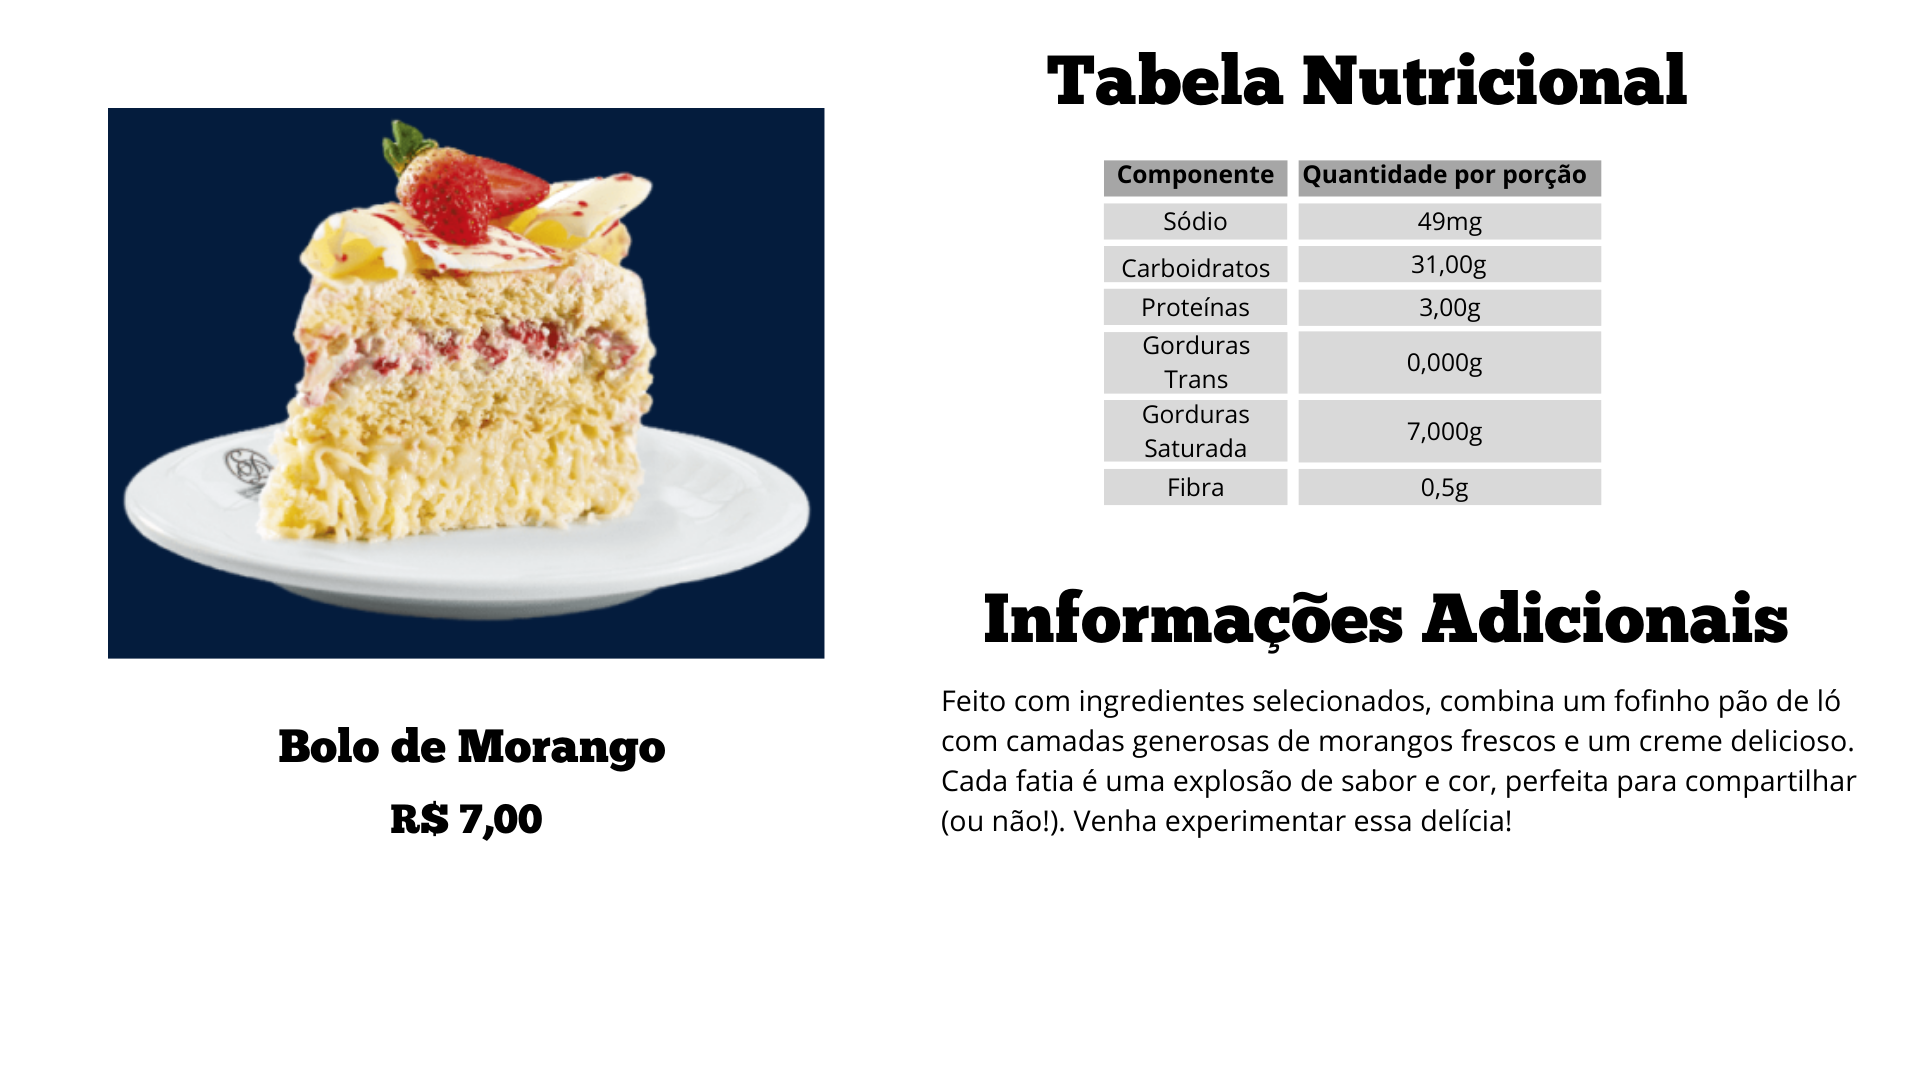 Bolo de Morango
R$ 7,00
Tabela Nutricional
Componente Quantidade por porção
Sódio 49mg
Carboidratos 31,00g
Proteínas 3,00g
Gorduras
Trans 0,000g
Gorduras
Saturada 7,000g
Fibra 0,5g
Informações Adicionais
Feito com ingredientes selecionados, combina um fofinho pão de ló
com camadas generosas de morangos frescos e um creme delicioso.
Cada fatia é uma explosão de sabor e cor, perfeita para compartilhar
(ou não!). Venha experimentar essa delícia!